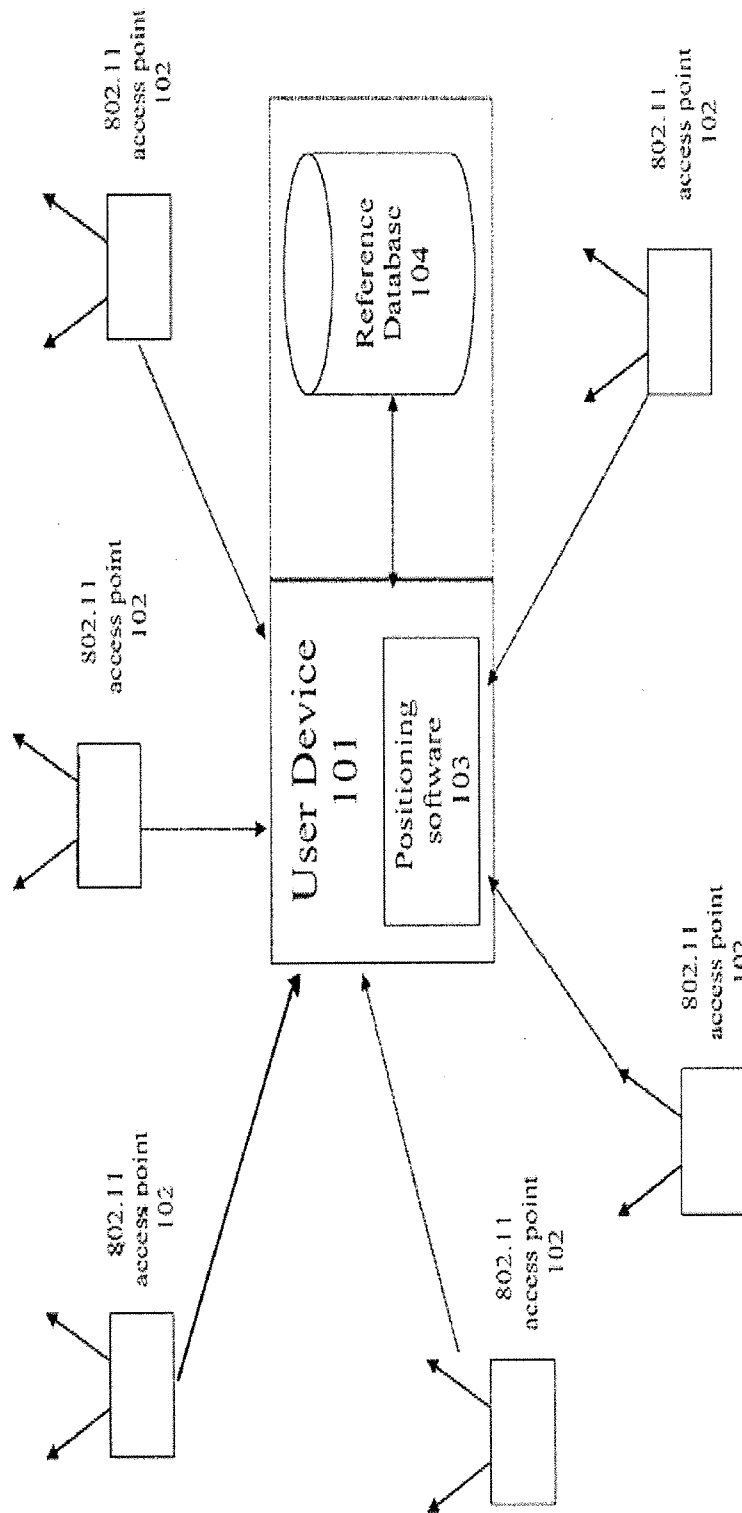 802.11
access point
102
802.11
access point
102
802.11
access point
102
User Device
101
Positioning
software
103
Reference
Database
104
802.11
access point
102
802.11
access point
102
802.11
access point
102